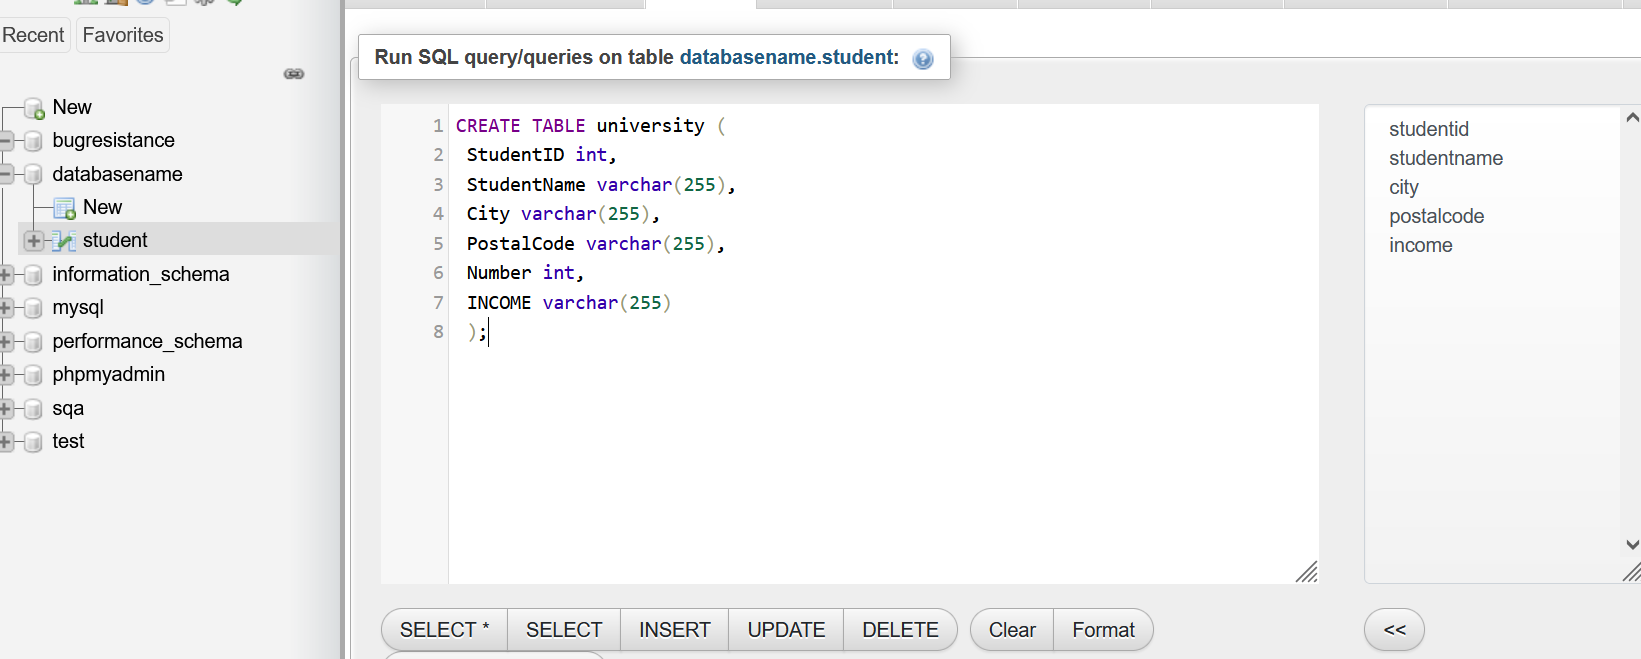 Recent Favorites
New
bugresistance
databasename
New
student
information_schema
mysql
performance_schema
phpmyadmin
sqa
test
Run SQL query/queries on table databasename.student:
1 CREATE TABLE university (
2 StudentID int,
3 StudentName varchar(255),
4 City varchar(255),
5 PostalCode varchar(255),
6 Number int,
7 INCOME varchar(255)
8 );
studentid
studentname
city
postalcode
income
SELECT * SELECT INSERT UPDATE DELETE Clear Format <<